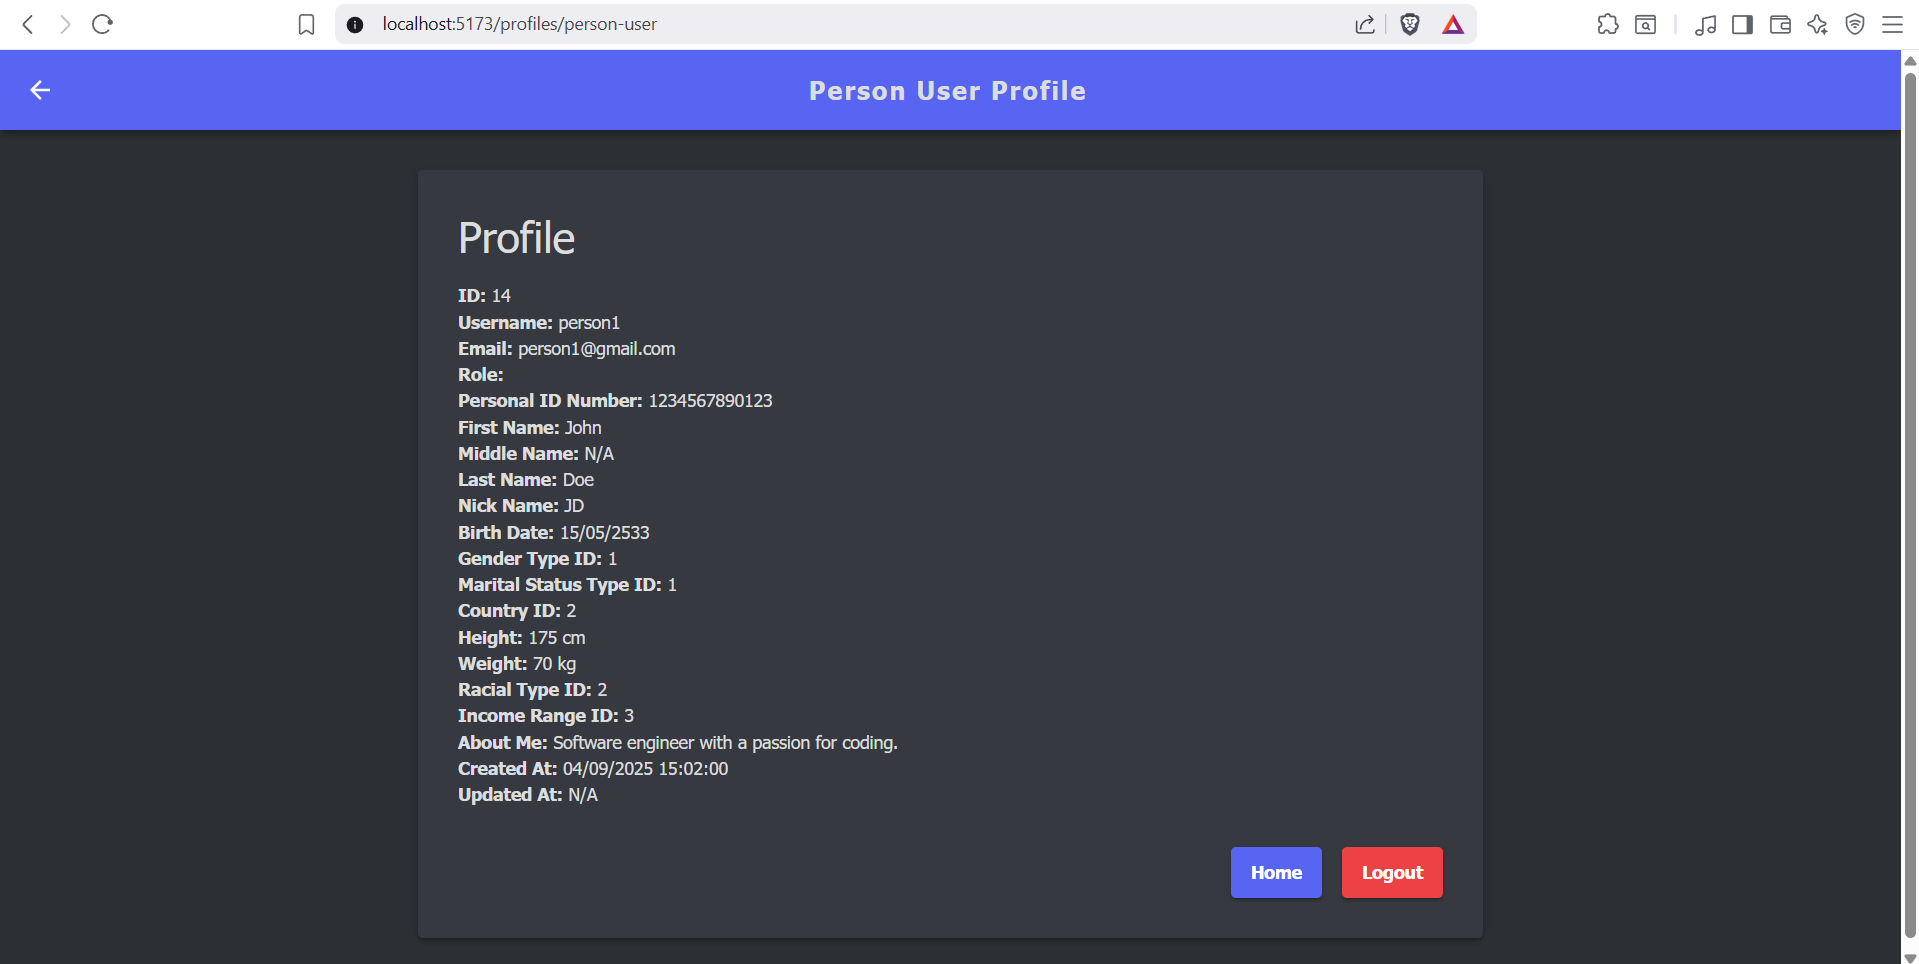 localhost:5173/profiles/person-user
Person User Profile
Profile
ID: 14
Username: person1
Email: person1@gmail.com
Role:
Personal ID Number: 1234567890123
First Name: John
Middle Name: N/A
Last Name: Doe
Nick Name: JD
Birth Date: 15/05/2533
Gender Type ID: 1
Marital Status Type ID: 1
Country ID: 2
Height: 175 cm
Weight: 70 kg
Racial Type ID: 2
Income Range ID: 3
About Me: Software engineer with a passion for coding.
Created At: 04/09/2025 15:02:00
Updated At: N/A
Home Logout